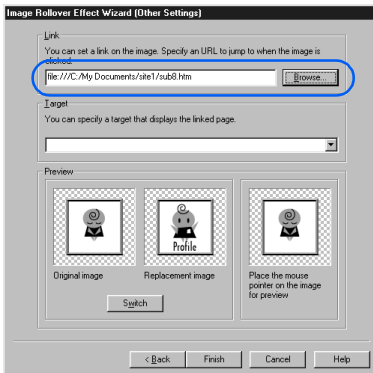 Image Rollover Effect Wizard (Other Settings)
Link
You can set a link on the image. Specify an URL to jump to when the image is
clicked.
file:///C:/My Documents/site1/sub8.htm
Browse...
Target
You can specify a target that displays the linked page.
Preview
Profile
Original image
Replacement image
Place the mouse
pointer on the image
for preview
Switch
< Back
Finish
Cancel
Help